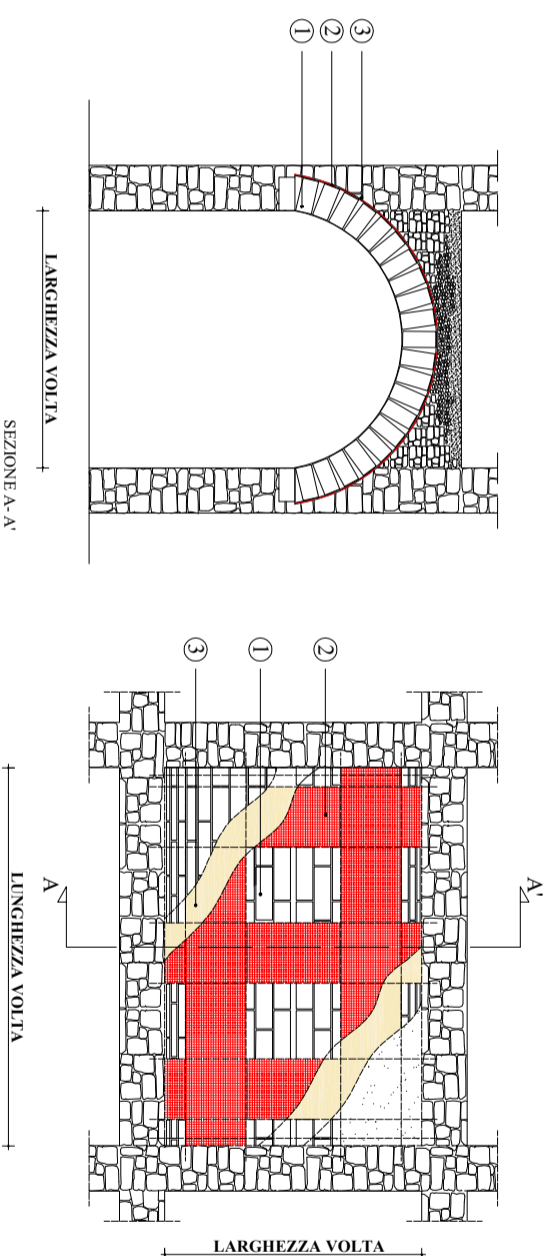 ③
②
①
LARGHEZZA VOLTA
SEZIONE A- A'
③
①
②
A
A'
LUNGHEZZA VOLTA
LARGHEZZA VOLTA